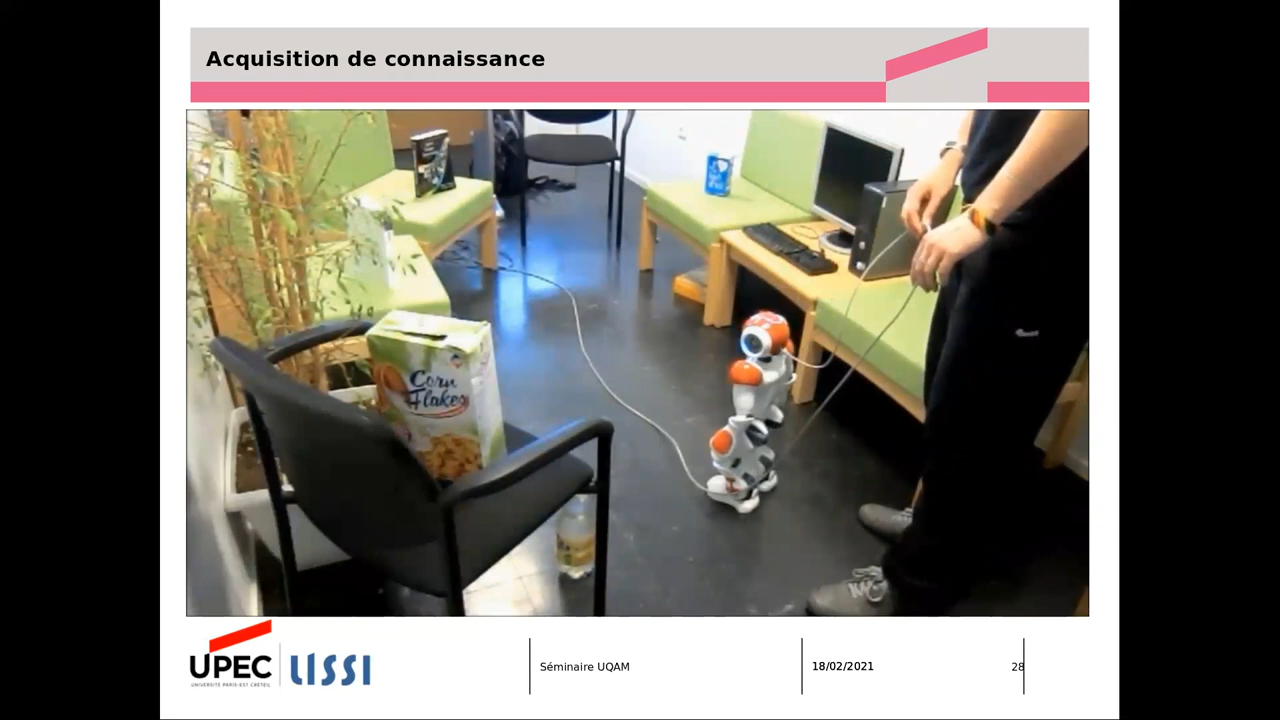 Acquisition de connaissance
Corn
Flakes
UPEC
UNIVERSITÉ PARIS-EST CRÉTEIL
LISSI
Séminaire UQAM
18/02/2021
28